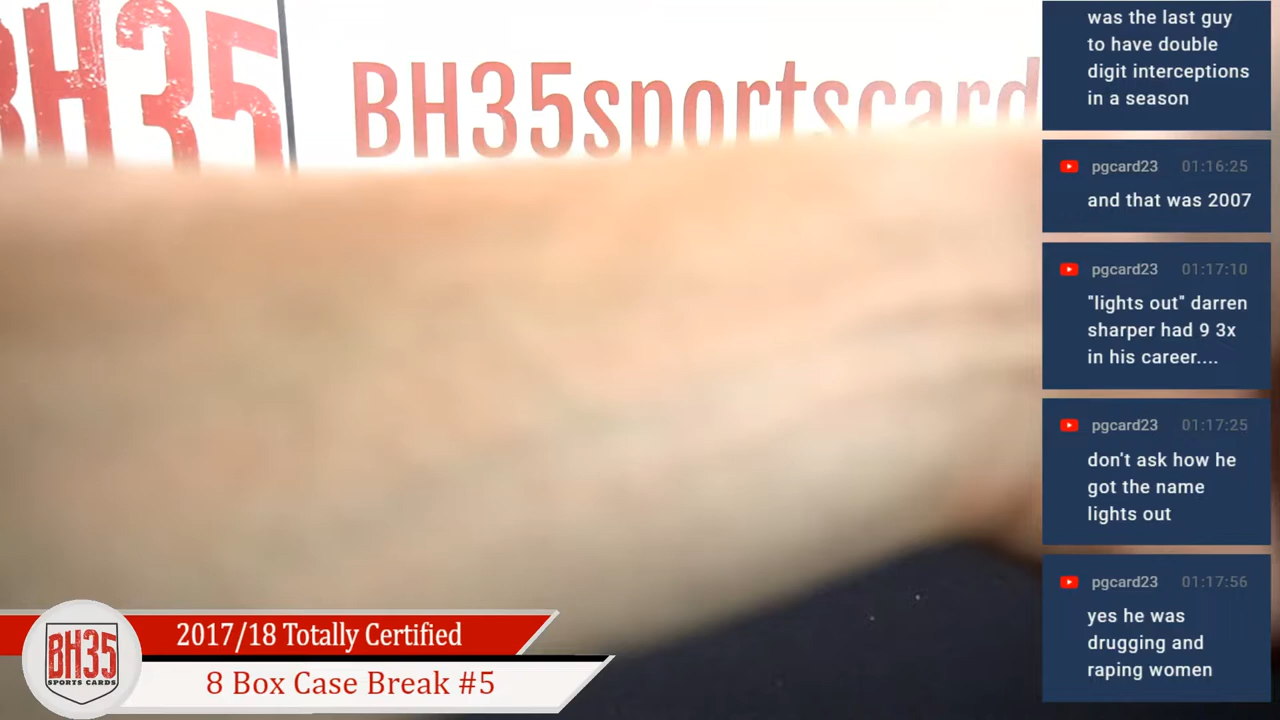 BH35
BH35sportscard
was the last guy
to have double
digit interceptions
in a season
pgcard23 01:16:25
and that was 2007
pgcard23 01:17:10
"lights out" darren
sharper had 9 3x
in his career....
pgcard23 01:17:25
don't ask how he
got the name
lights out
pgcard23 01:17:56
yes he was
drugging and
raping women
2017/18 Totally Certified
8 Box Case Break #5
BH35
SPORTS CARDS